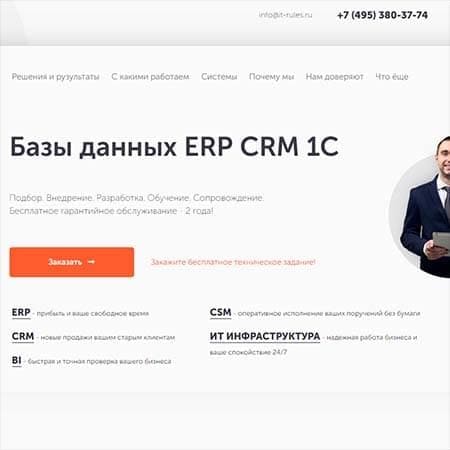 info@it-rules.ru +7 (495) 380-37-74
Решения и рузултаты С какими работаем Системы Почему мы Нам доверяют Что ёще
Базы данных ERP CRM 1C
Подбор. Внедрение. Разработка. Обучение. Сопровождение.
Бесплатное гарантийное обслуживание - 2 года!
Заказать → Закажите бесплатное техническое задание!
ERP - прибыль и ваше свободное время
CRM - новые продажи вашим старым клиентам
BI - быстрая и точная проверка вашего бизнеса
CSM - оперативное исполнение ваших поручений без бумаги
ИТ ИНФРАСТРУКТУРА - надежная работа бизнеса и
ваше спокойствие 24/7